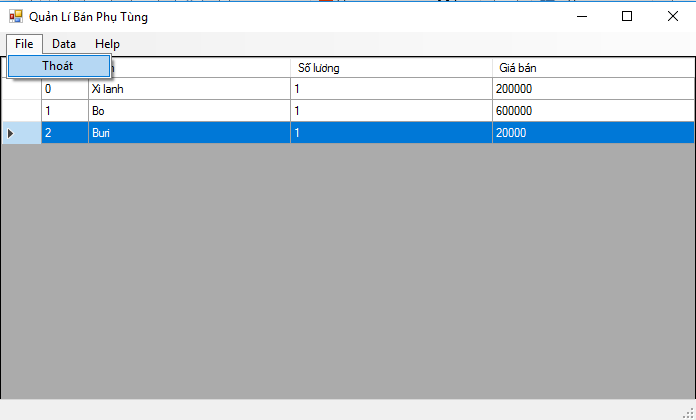 Quản Lí Bán Phụ Tùng
File Data Help
Thoát
Số lương Giá bán
0 Xi lanh 1 200000
1 Bo 1 600000
2 Buri 1 20000